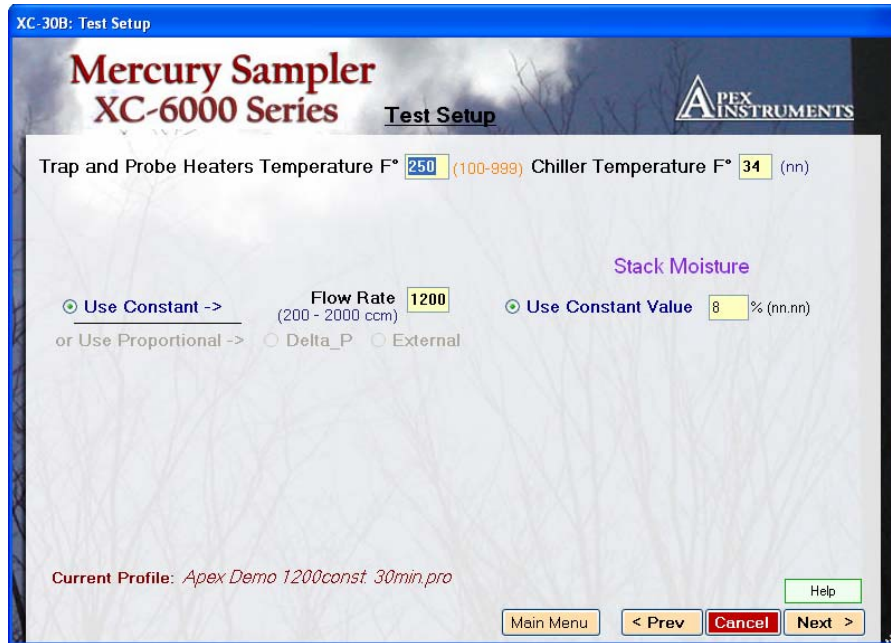 XC-30B: Test Setup
Mercury Sampler
XC-6000 Series
Test Setup
APEX
INSTRUMENTS
Trap and Probe Heaters Temperature F° 250 (100-999) Chiller Temperature F° 34 (nn)
Stack Moisture
Use Constant -> Flow Rate 1200 Use Constant Value 8 % (nn.nn)
(200 - 2000 ccm)
or Use Proportional -> Delta_P External
Current Profile: Apex Demo 1200const. 30min.pro
Help
Main Menu < Prev Cancel Next >